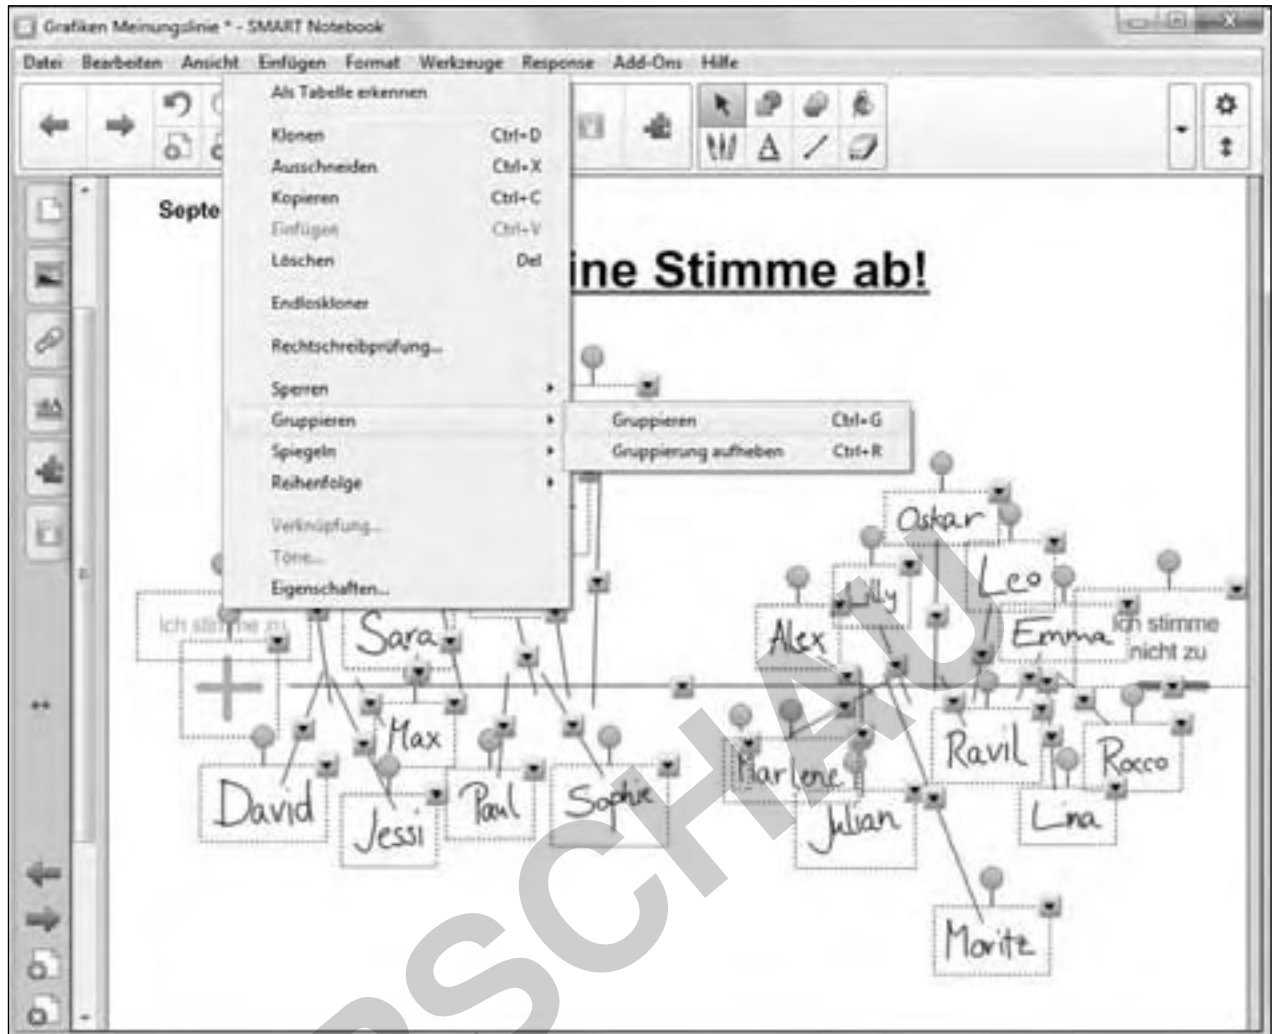 Grafiken Meinungslinie * - SMART Notebook
Datei Bearbeiten Ansicht Einfügen Format Werkzeuge Response Add-Ons Hilfe
Als Tabelle erkennen
Klonen Ctrl+D
Ausschneiden Ctrl+X
Kopieren Ctrl+C
Einfügen Ctrl+V
Löschen Del
Endloskloner
Rechtschreibprüfung...
Sperren
Gruppieren
Spiegeln
Reihenfolge
Verknüpfung...
Töne...
Eigenschaften...
Gruppieren Ctrl+G
Gruppierung aufheben Ctrl+R
Septe
ine Stimme ab!
Oskar
Leo
Lilly
Alex
Emma
Ich stimme
nicht zu
Ich stimme zu
Sara
Max
David
Jessi
Paul
Sophie
Marlene
Julian
Ravil
Rocco
Lina
Moritz
RSCHAU